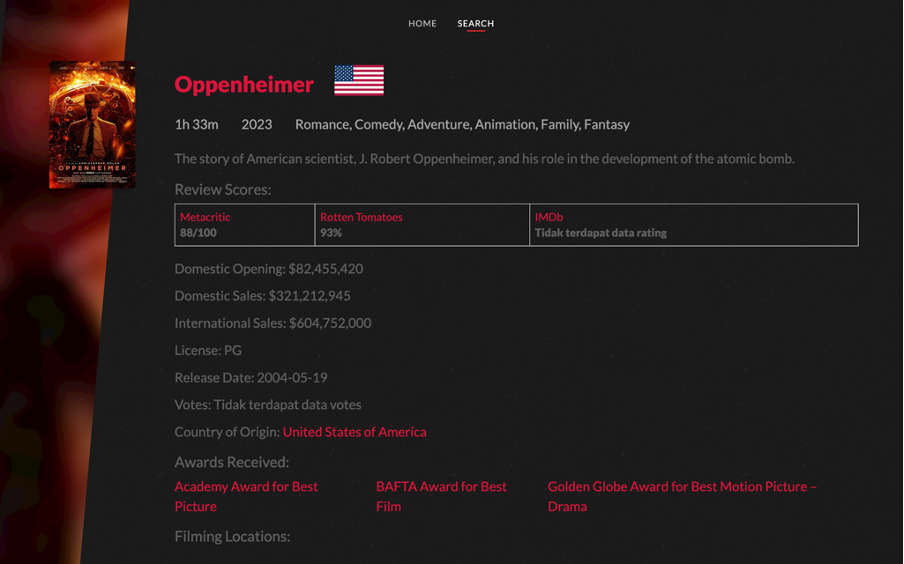 HOME SEARCH
Oppenheimer
OPPENHEIMER
1h 33m 2023 Romance, Comedy, Adventure, Animation, Family, Fantasy
The story of American scientist, J. Robert Oppenheimer, and his role in the development of the atomic bomb.
Review Scores:
Metacritic Rotten Tomatoes IMDb
88/100 93% Tidak terdapat data rating
Domestic Opening: $82,455,420
Domestic Sales: $321,212,945
International Sales: $604,752,000
License: PG
Release Date: 2004-05-19
Votes: Tidak terdapat data votes
Country of Origin: United States of America
Awards Received:
Academy Award for Best Picture
BAFTA Award for Best Film
Golden Globe Award for Best Motion Picture – Drama
Filming Locations: